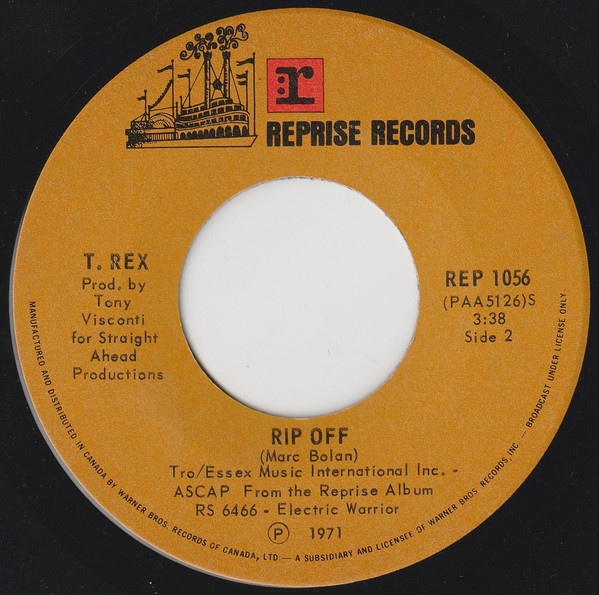 r
REPRISE RECORDS
T. REX
Prod. by
Tony
Visconti
for Straight
Ahead
Productions
REP 1056
(PAA5126)S
3:38
Side 2
RIP OFF
(Marc Bolan)
Tro/Essex Music International Inc. -
ASCAP From the Reprise Album
RS 6466 - Electric Warrior
Ⓟ 1971
MANUFACTURED AND DISTRIBUTED IN CANADA BY WARNER BROS. RECORDS OF CANADA, LTD.— A SUBSIDIARY AND LICENSEE OF WARNER BROS. RECORDS, INC. — BROADCAST UNDER LICENSE ONLY.